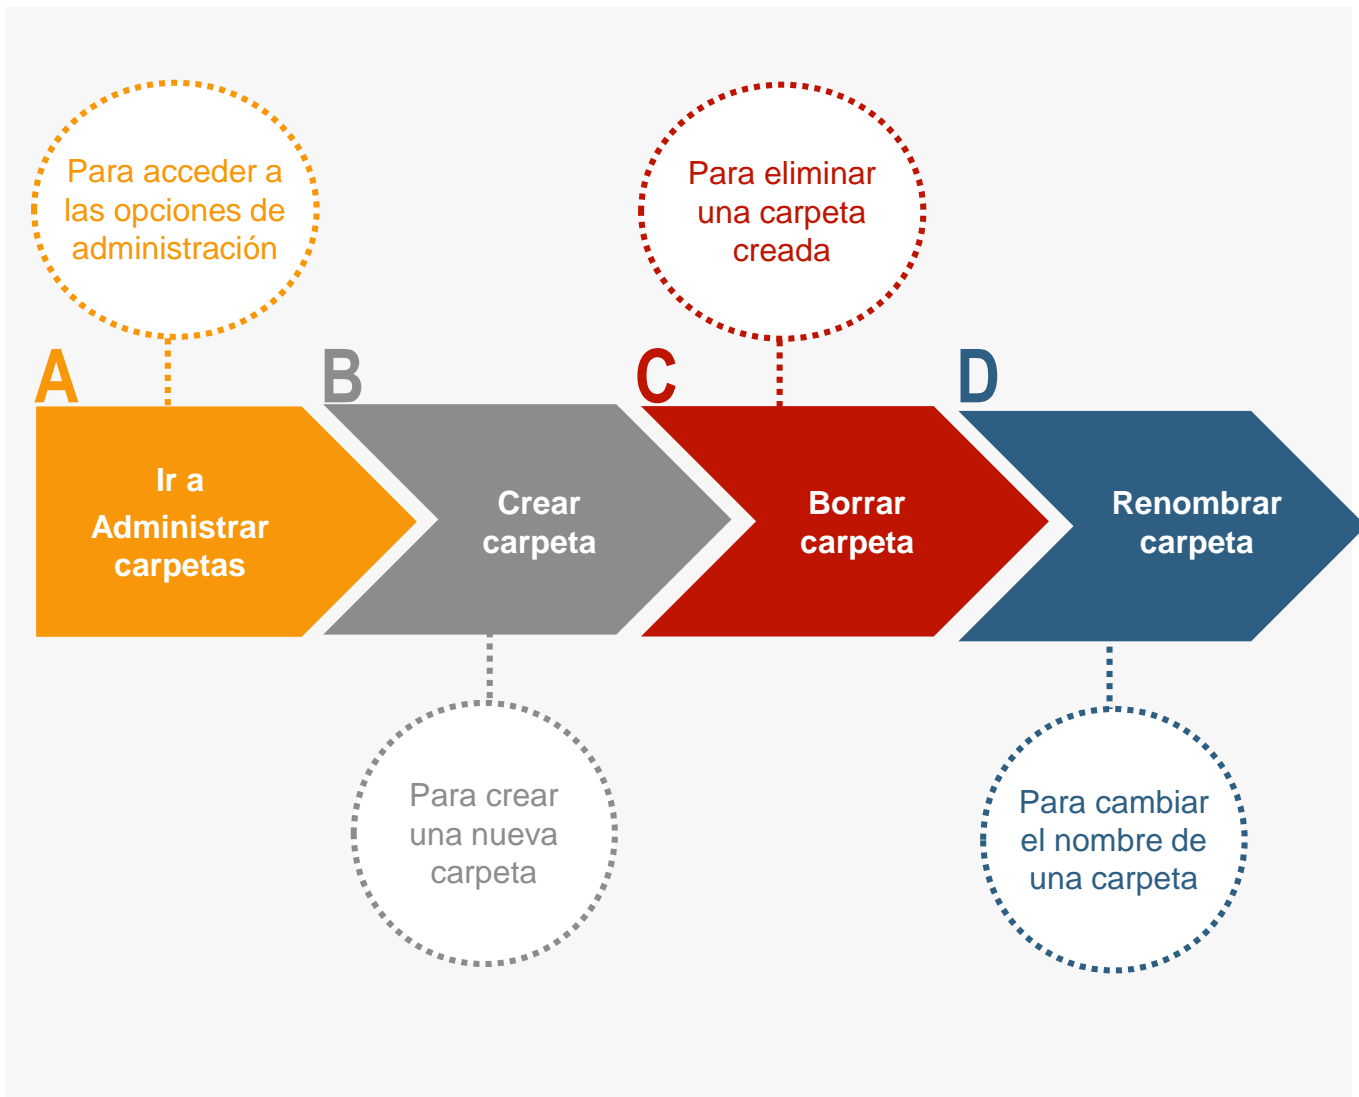 Para acceder a
las opciones de
administración
Para eliminar
una carpeta
creada
A
B
C
D
Ir a
Administrar
carpetas
Crear
carpeta
Borrar
carpeta
Renombrar
carpeta
Para crear
una nueva
carpeta
Para cambiar
el nombre de
una carpeta